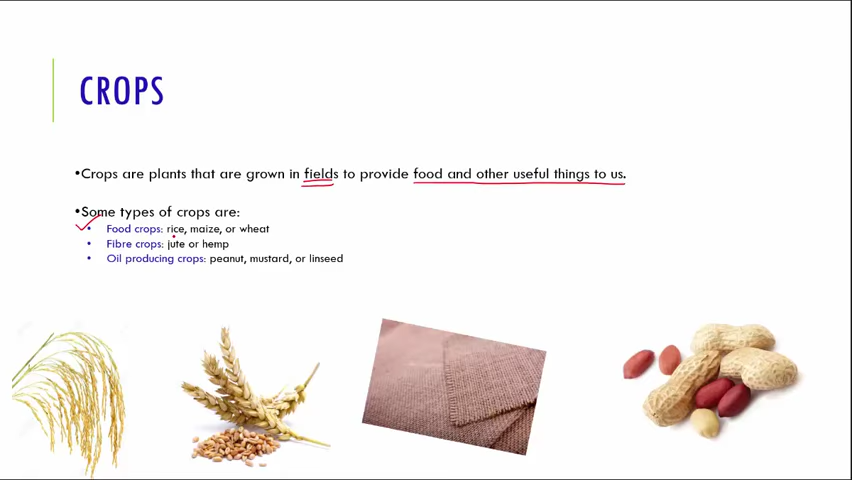 CROPS
•Crops are plants that are grown in fields to provide food and other useful things to us.
•Some types of crops are:
• Food crops: rice, maize, or wheat
• Fibre crops: jute or hemp
• Oil producing crops: peanut, mustard, or linseed